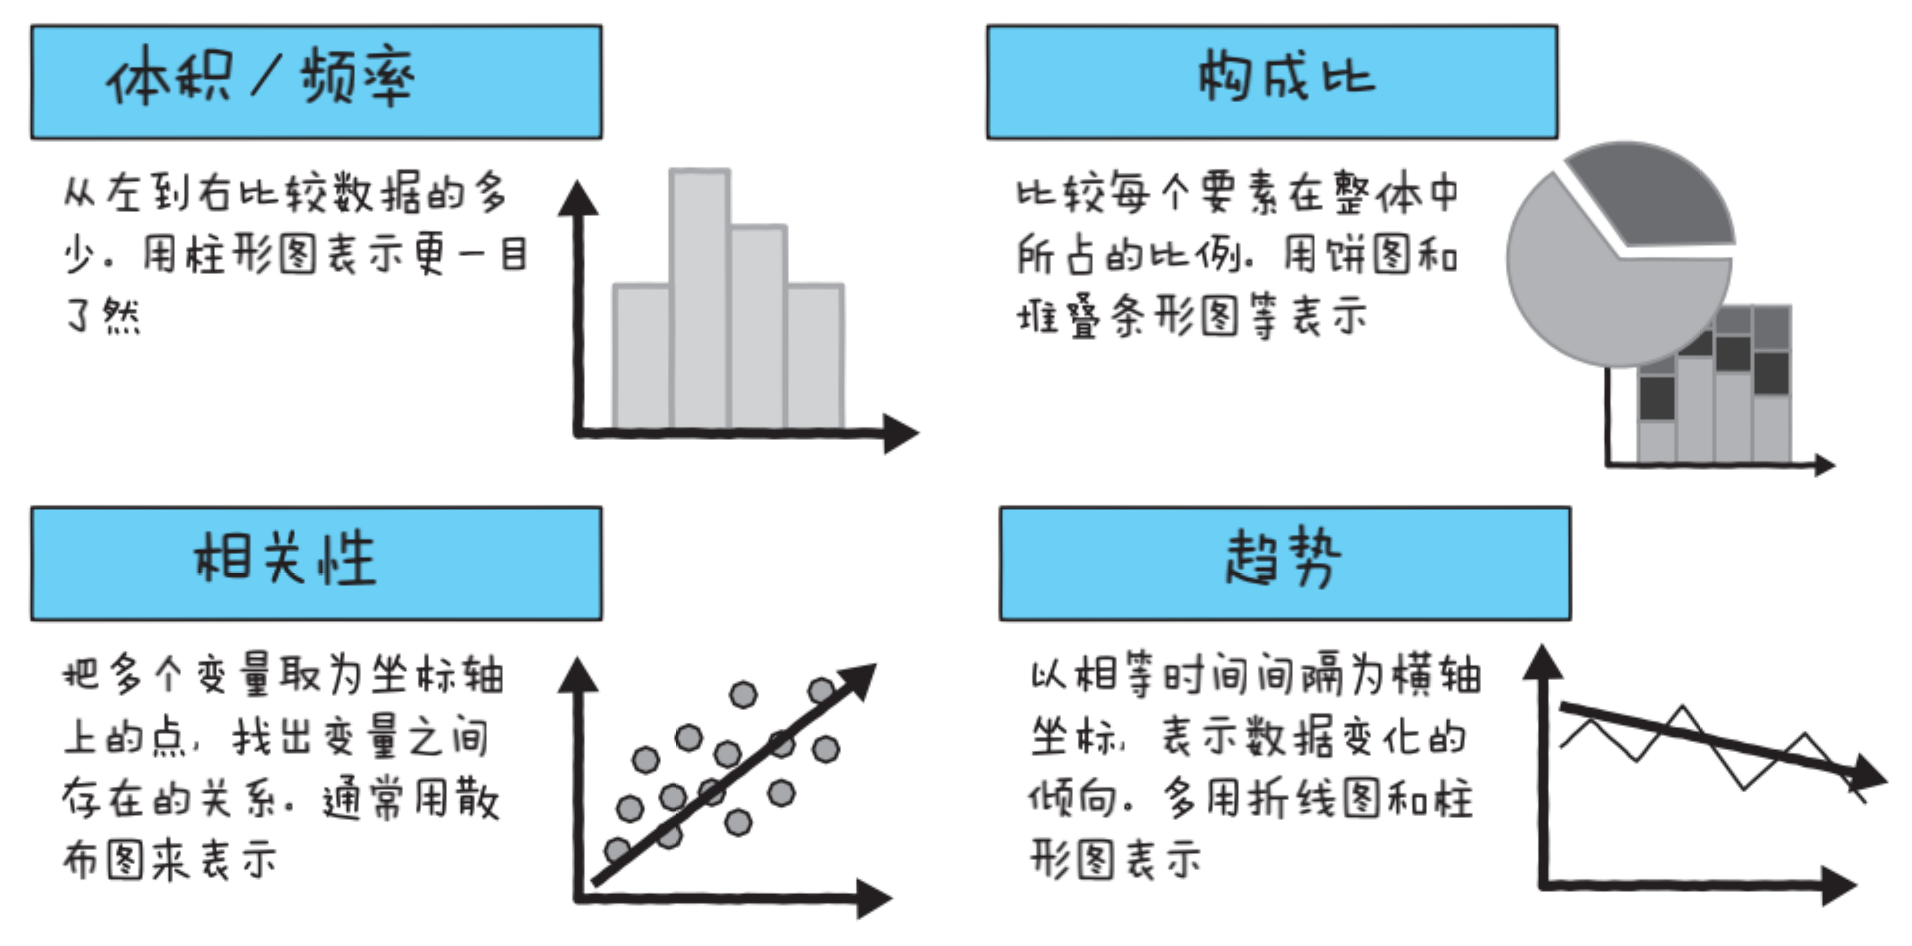 体积/频率
从左到右比较数据的多
少。用柱形图表示更一目
了然
构成比
比较每个要素在整体中
所占的比例。用饼图和
堆叠条形图等表示
相关性
把多个变量取为坐标轴
上的点，找出变量之间
存在的关系。通常用散
布图来表示
趋势
以相等时间间隔为横轴
坐标，表示数据变化的
倾向。多用折线图和柱
形图表示